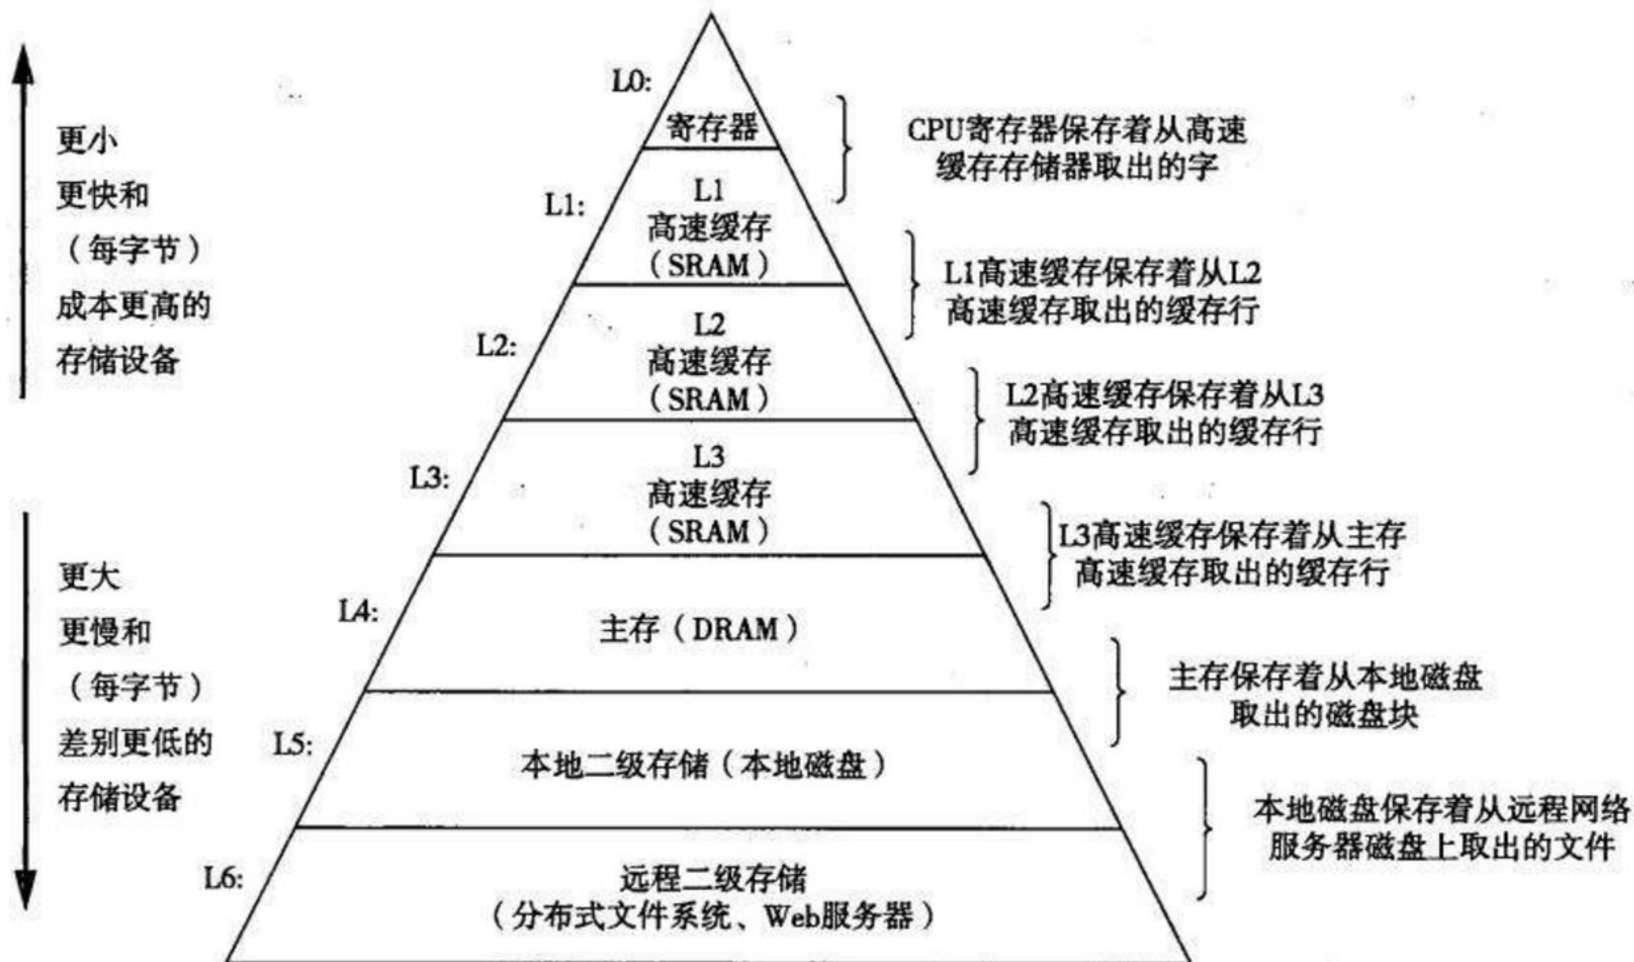 更小
更快和
（每字节）
成本更高的
存储设备
更大
更慢和
（每字节）
差别更低的
存储设备
L0:
寄存器
L1:
L1
高速缓存
（SRAM）
L2:
L2
高速缓存
（SRAM）
L3:
L3
高速缓存
（SRAM）
L4:
主存（DRAM）
L5:
本地二级存储（本地磁盘）
L6:
远程二级存储
（分布式文件系统、Web服务器）
CPU寄存器保存着从高速
缓存存储器取出的字
L1高速缓存保存着从L2
高速缓存取出的缓存行
L2高速缓存保存着从L3
高速缓存取出的缓存行
L3高速缓存保存着从主存
高速缓存取出的缓存行
主存保存着从本地磁盘
取出的磁盘块
本地磁盘保存着从远程网络
服务器磁盘上取出的文件